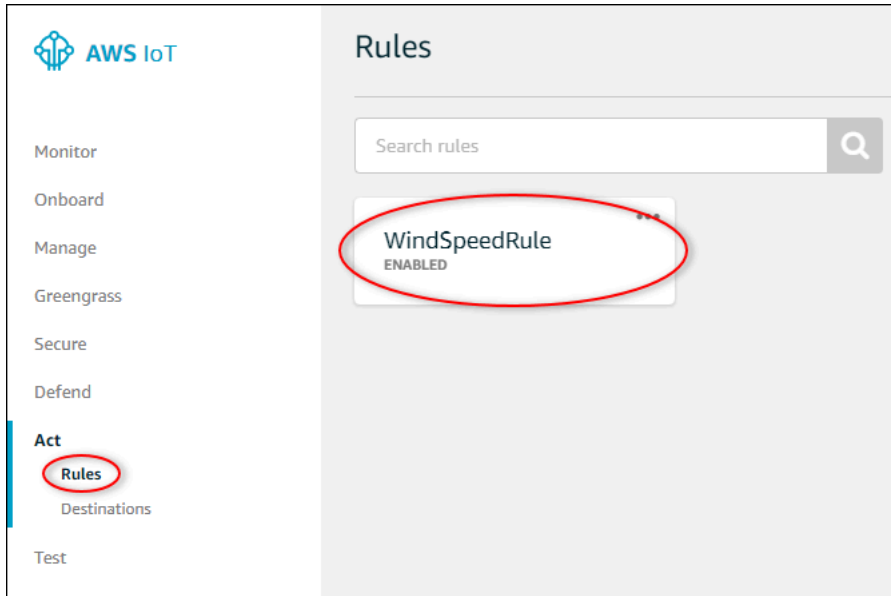 AWS IoT
Monitor
Onboard
Manage
Greengrass
Secure
Defend
Act
Rules
Destinations
Test
Rules
Search rules
WindSpeedRule
ENABLED